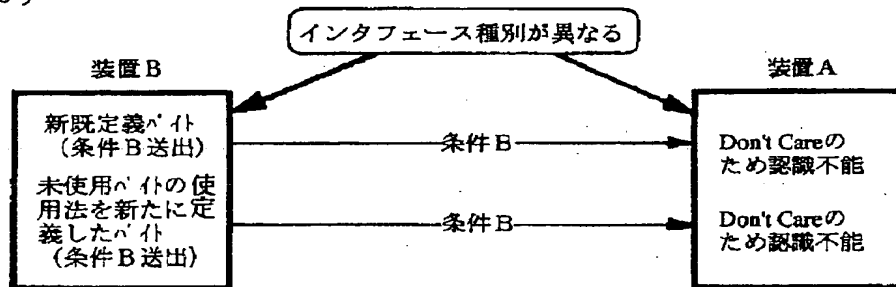 インタフェース種別が異なる
装置B
装置A
新既定義バイト
(条件B送出)
未使用バイトの使
用法を新たに定
義したバイト
(条件B送出)
条件B
条件B
Don't Careの
ため認識不能
Don't Careの
ため認識不能